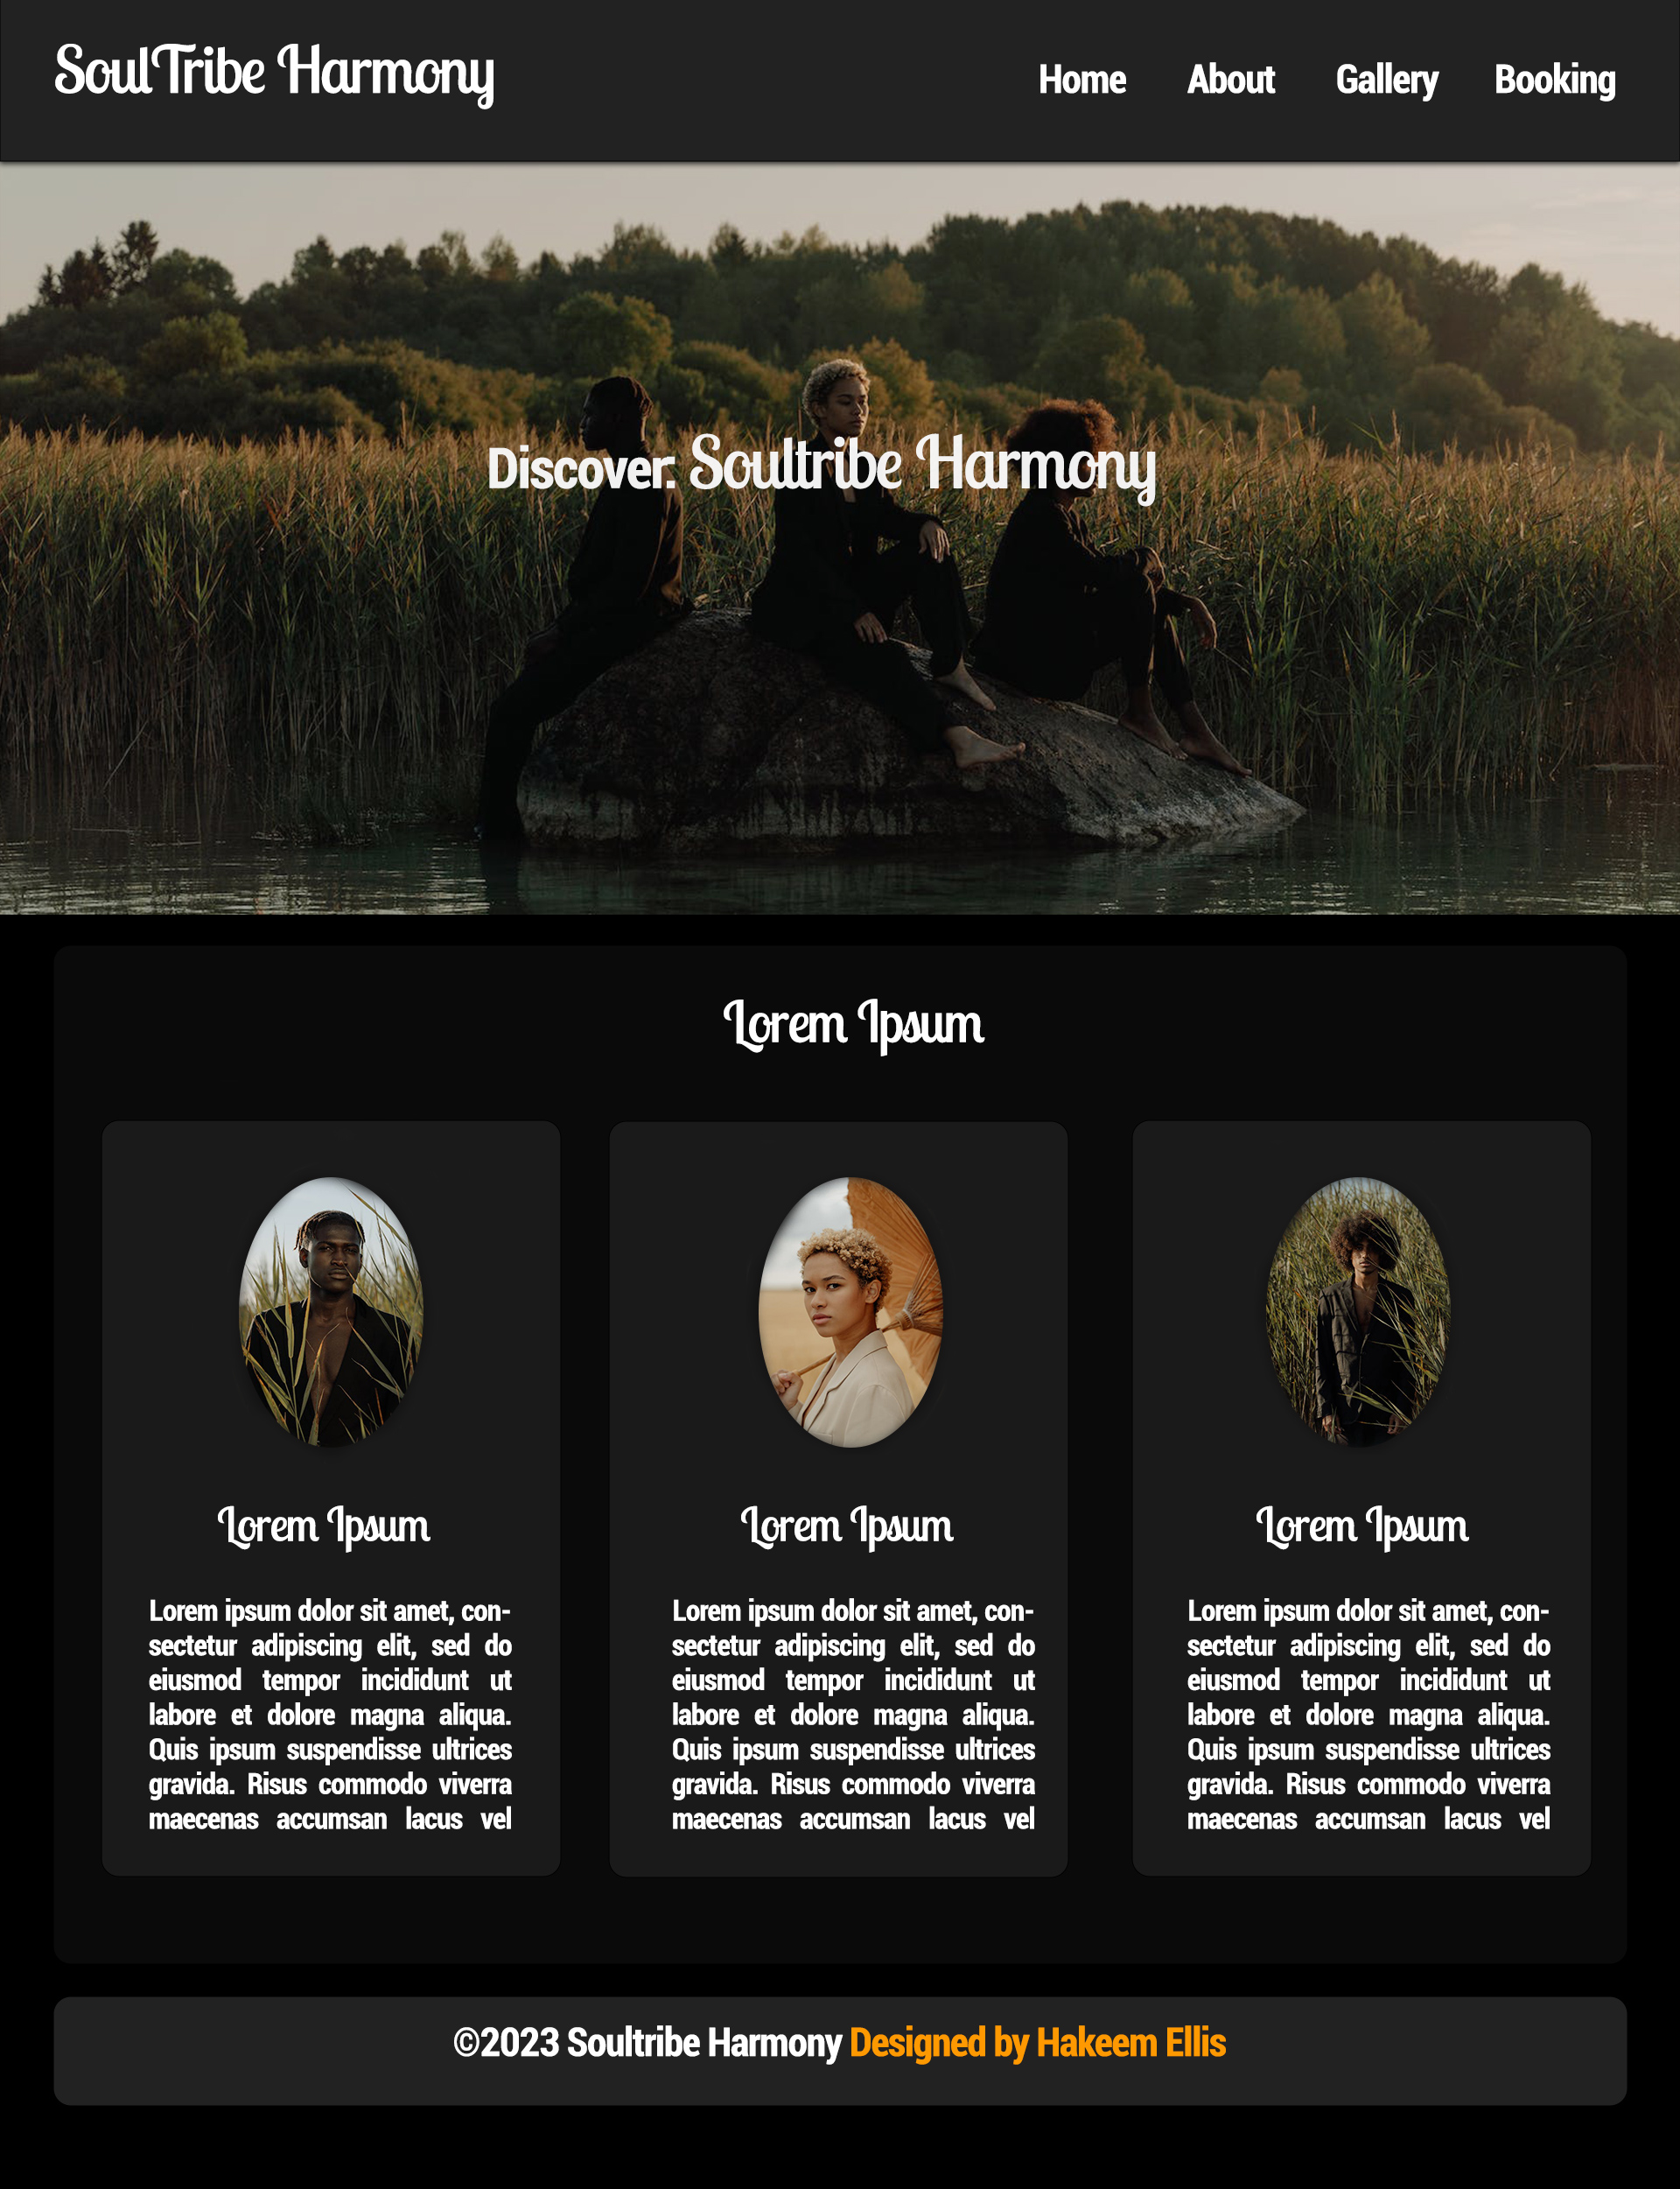 SoulTribe Harmony
Home About Gallery Booking
Discover: Soultribe Harmony
Lorem Ipsum
Lorem Ipsum
Lorem ipsum dolor sit amet, con-
sectetur adipiscing elit, sed do
eiusmod tempor incididunt ut
labore et dolore magna aliqua.
Quis ipsum suspendisse ultrices
gravida. Risus commodo viverra
maecenas accumsan lacus vel
Lorem Ipsum
Lorem ipsum dolor sit amet, con-
sectetur adipiscing elit, sed do
eiusmod tempor incididunt ut
labore et dolore magna aliqua.
Quis ipsum suspendisse ultrices
gravida. Risus commodo viverra
maecenas accumsan lacus vel
Lorem Ipsum
Lorem ipsum dolor sit amet, con-
sectetur adipiscing elit, sed do
eiusmod tempor incididunt ut
labore et dolore magna aliqua.
Quis ipsum suspendisse ultrices
gravida. Risus commodo viverra
maecenas accumsan lacus vel
©2023 Soultribe Harmony Designed by Hakeem Ellis